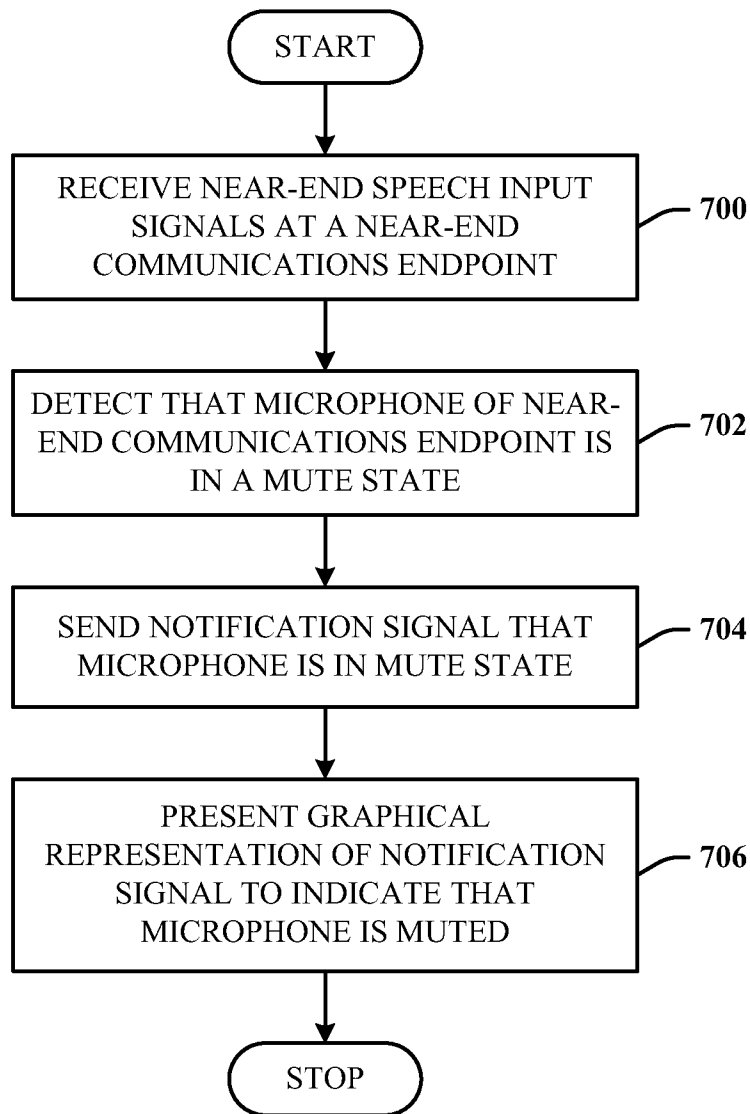 START
RECEIVE NEAR-END SPEECH INPUT
SIGNALS AT A NEAR-END
COMMUNICATIONS ENDPOINT
700
DETECT THAT MICROPHONE OF NEAR-
END COMMUNICATIONS ENDPOINT IS
IN A MUTE STATE
702
SEND NOTIFICATION SIGNAL THAT
MICROPHONE IS IN MUTE STATE
704
PRESENT GRAPHICAL
REPRESENTATION OF NOTIFICATION
SIGNAL TO INDICATE THAT
MICROPHONE IS MUTED
706
STOP